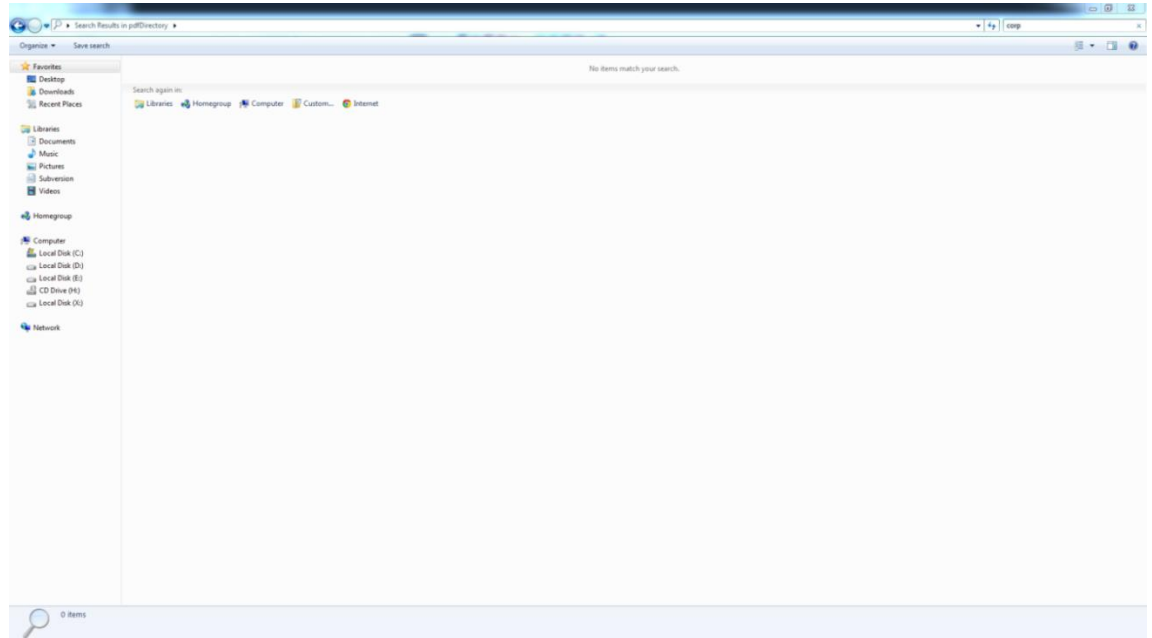 Search Results in pdfDirectory
corp
Organize
Save search
Favorites
Desktop
Downloads
Recent Places
Libraries
Documents
Music
Pictures
Subversion
Videos
Homegroup
Computer
Local Disk (C:)
Local Disk (D:)
Local Disk (E:)
CD Drive (H:)
Local Disk (X:)
Network
No items match your search.
Search again in:
Libraries Homegroup Computer Custom... Internet
0 items